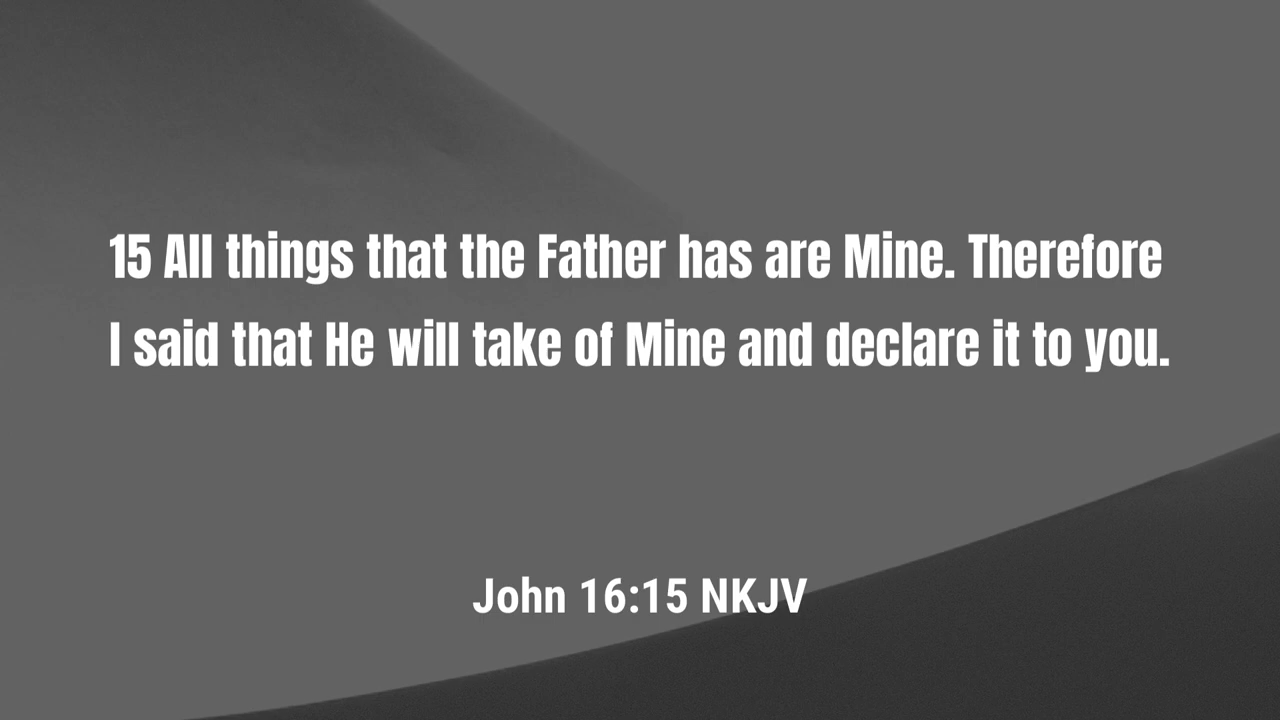 15 All things that the Father has are Mine. Therefore
I said that He will take of Mine and declare it to you.
John 16:15 NKJV